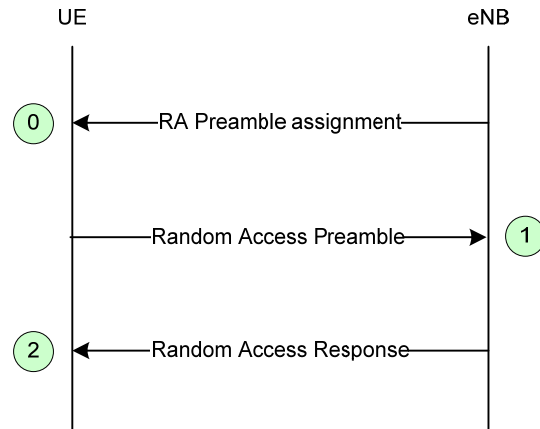 UE eNB
0 RA Preamble assignment
Random Access Preamble 1
2 Random Access Response